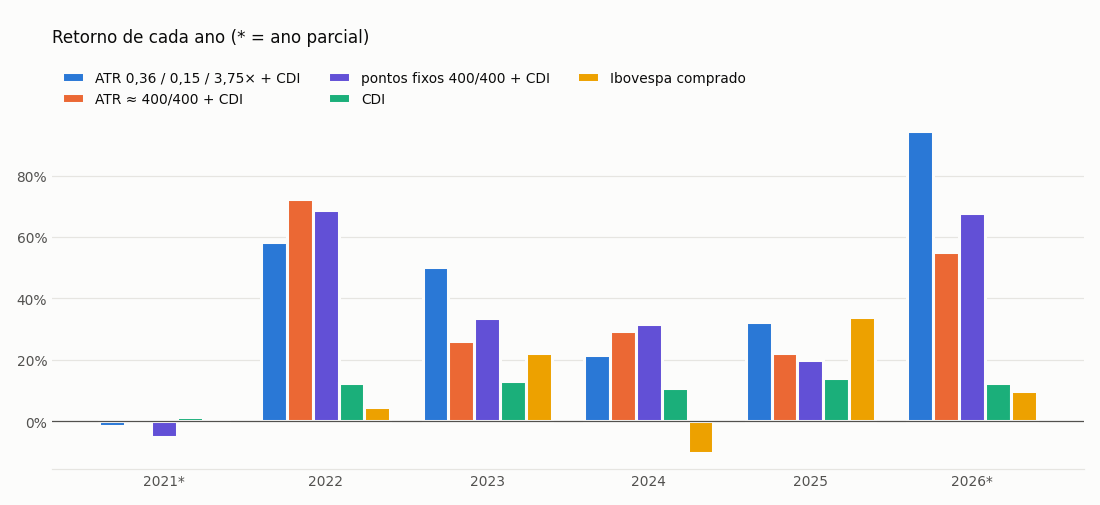 Retorno de cada ano (* = ano parcial)
ATR 0,36 / 0,15 / 3,75× + CDI
pontos fixos 400/400 + CDI
Ibovespa comprado
ATR ≈ 400/400 + CDI
CDI
80%
60%
40%
20%
0%
2021*
2022
2023
2024
2025
2026*